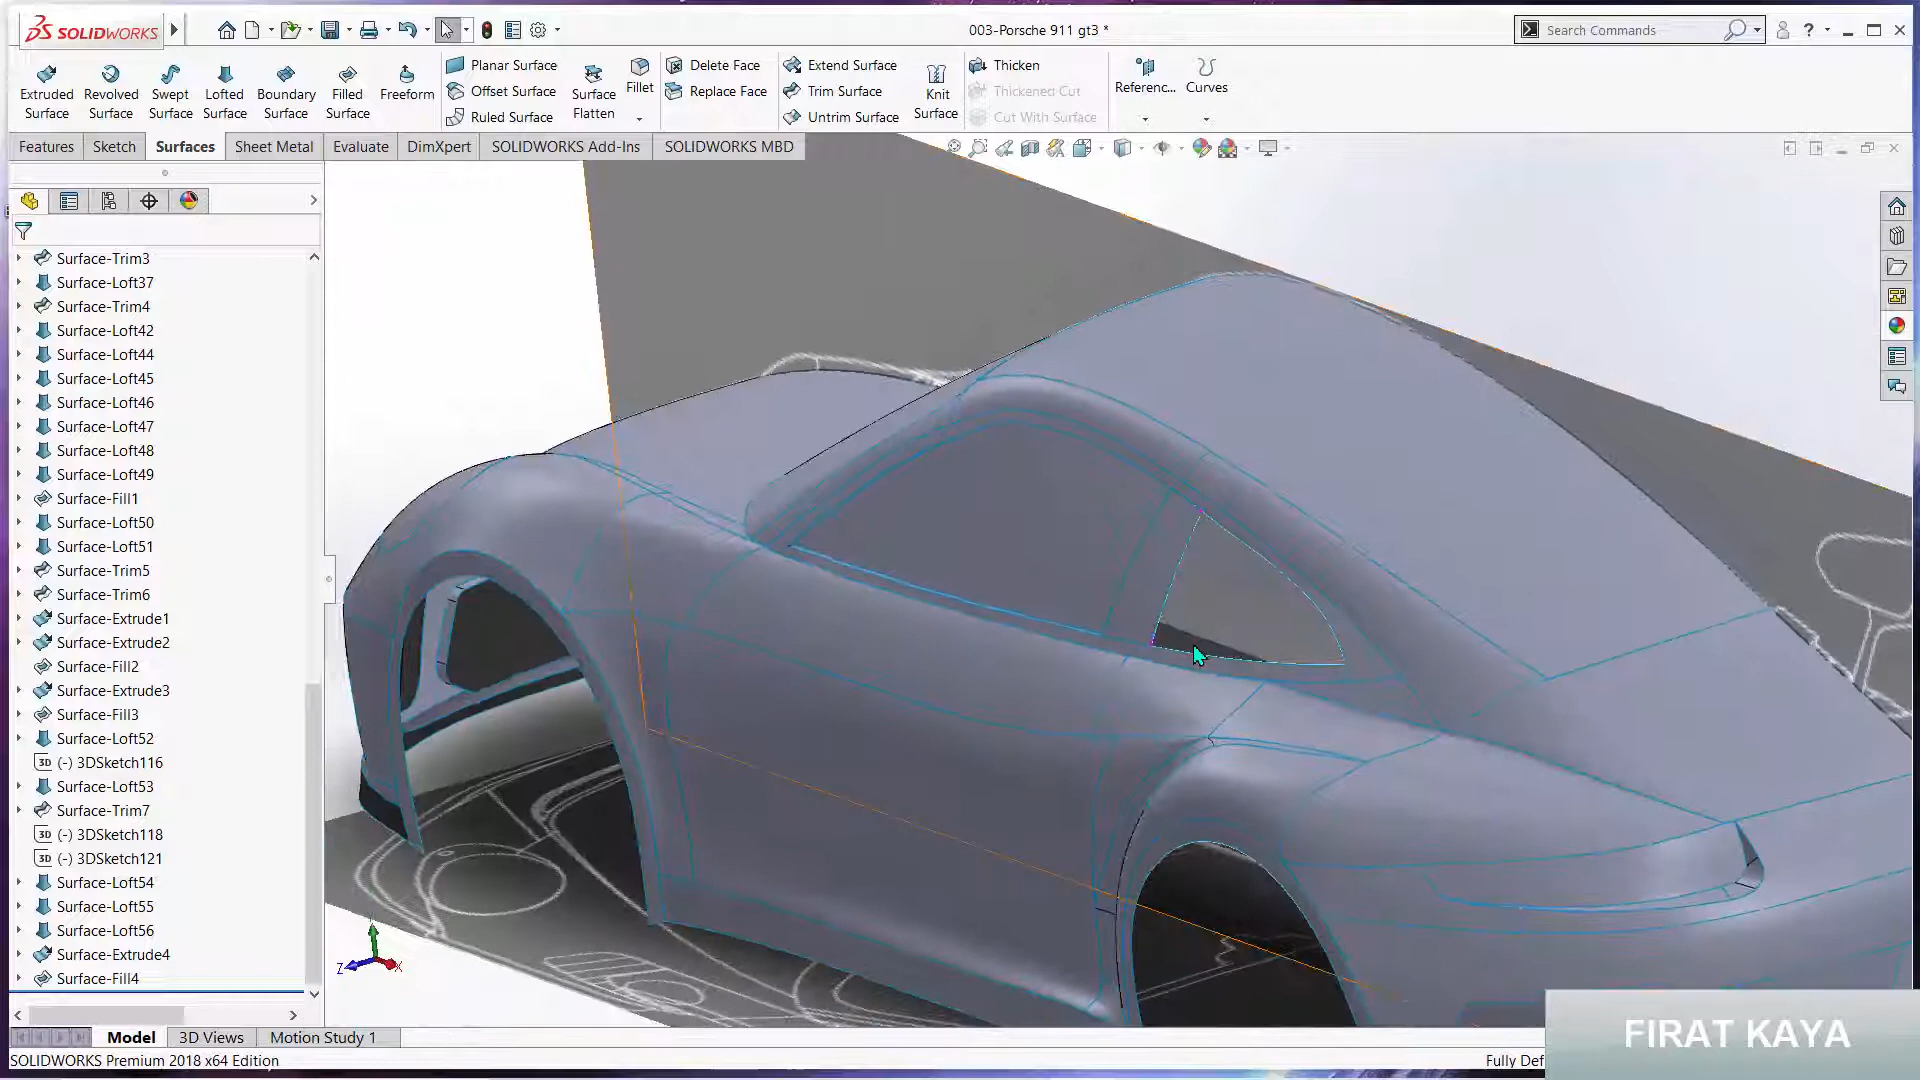 SOLIDWORKS
003-Porsche 911 gt3 *
Search Commands
Extruded Surface
Revolved Surface
Swept Surface
Lofted Surface
Boundary Surface
Filled Surface
Freeform
Planar Surface
Offset Surface
Ruled Surface
Surface Flatten
Fillet
Delete Face
Replace Face
Extend Surface
Trim Surface
Untrim Surface
Knit Surface
Thicken
Thickened Cut
Cut With Surface
Referenc...
Curves
Features
Sketch
Surfaces
Sheet Metal
Evaluate
DimXpert
SOLIDWORKS Add-Ins
SOLIDWORKS MBD
Surface-Trim3
Surface-Loft37
Surface-Trim4
Surface-Loft42
Surface-Loft44
Surface-Loft45
Surface-Loft46
Surface-Loft47
Surface-Loft48
Surface-Loft49
Surface-Fill1
Surface-Loft50
Surface-Loft51
Surface-Trim5
Surface-Trim6
Surface-Extrude1
Surface-Extrude2
Surface-Fill2
Surface-Extrude3
Surface-Fill3
Surface-Loft52
3D (-) 3DSketch116
Surface-Loft53
Surface-Trim7
3D (-) 3DSketch118
3D (-) 3DSketch121
Surface-Loft54
Surface-Loft55
Surface-Loft56
Surface-Extrude4
Surface-Fill4
Z
X
Model
3D Views
Motion Study 1
SOLIDWORKS Premium 2018 x64 Edition
Fully Def
FIRAT KAYA